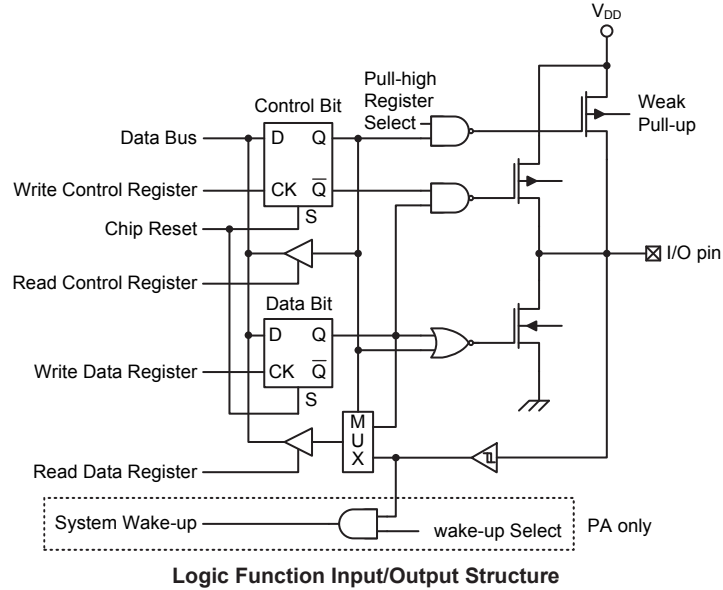 VDD
Pull-high
Register
Select
Control Bit
Weak
Pull-up
Data Bus
D
Q
Write Control Register
CK
Q
S
Chip Reset
I/O pin
Read Control Register
Data Bit
D
Q
Write Data Register
CK
Q
S
M
U
X
Read Data Register
System Wake-up
wake-up Select
PA only
Logic Function Input/Output Structure